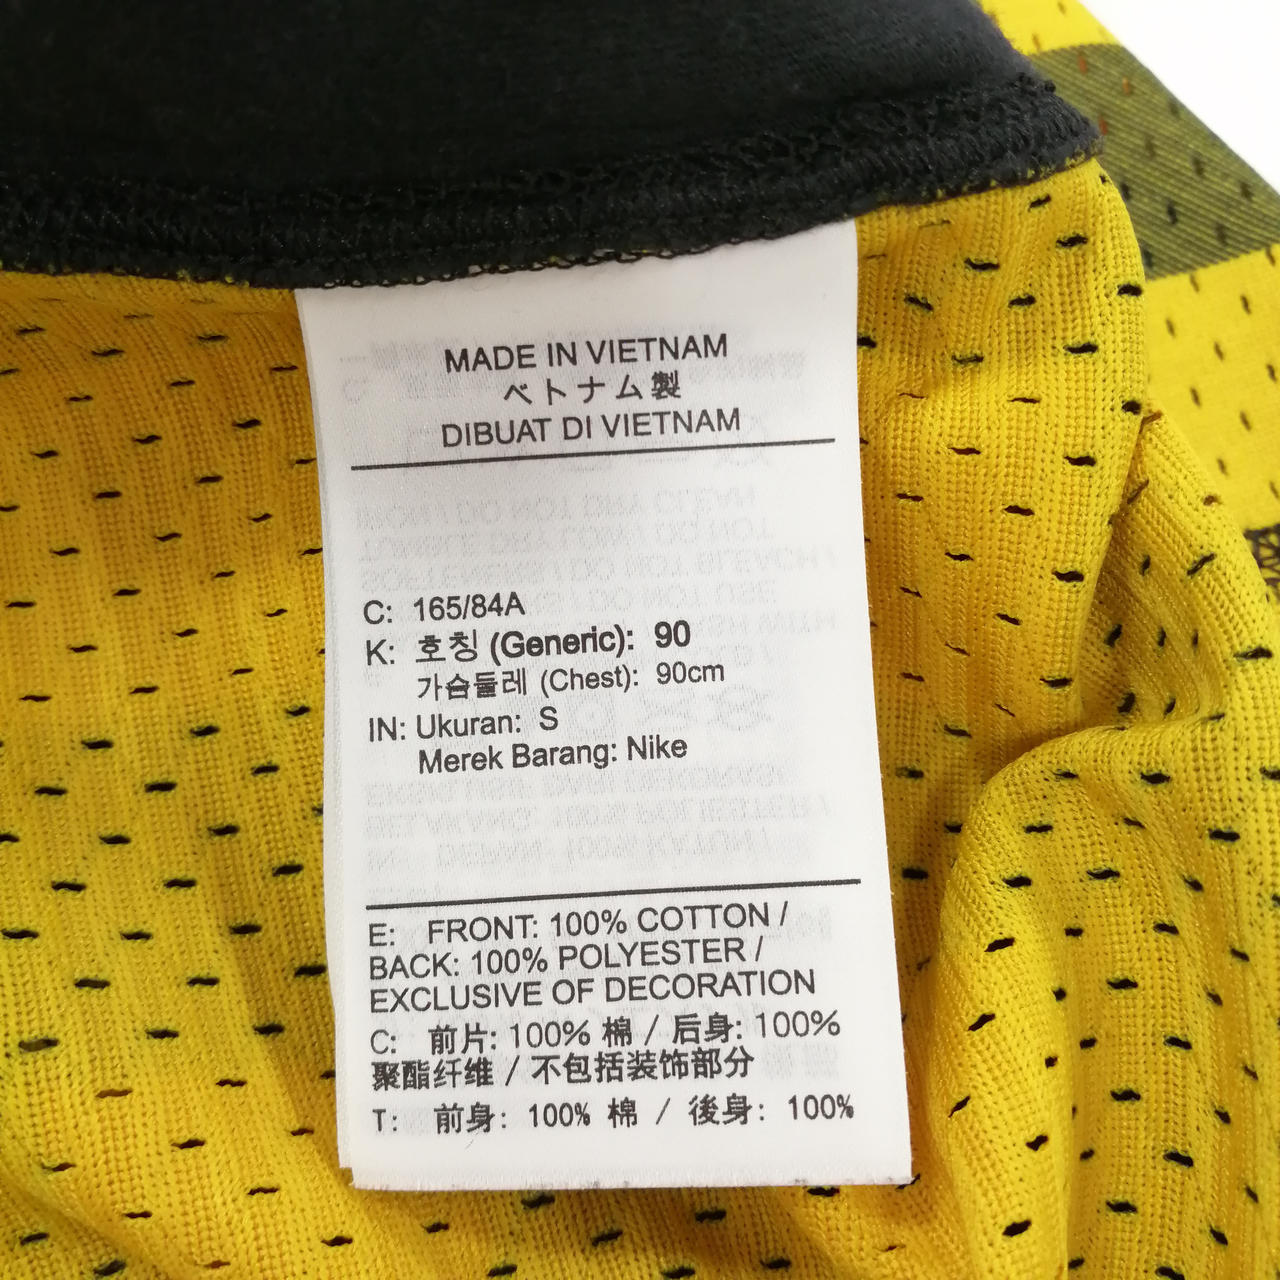 MADE IN VIETNAM
ベトナム製
DIBUAT DI VIETNAM
C: 165/84A
K: 호칭 (Generic): 90
가슴둘레 (Chest): 90cm
IN: Ukuran: S
Merek Barang: Nike
E: FRONT: 100% COTTON /
BACK: 100% POLYESTER /
EXCLUSIVE OF DECORATION
C: 前片: 100% 棉 / 后身: 100%
聚酯纤维 / 不包括装饰部分
T: 前身: 100% 棉 / 後身: 100%